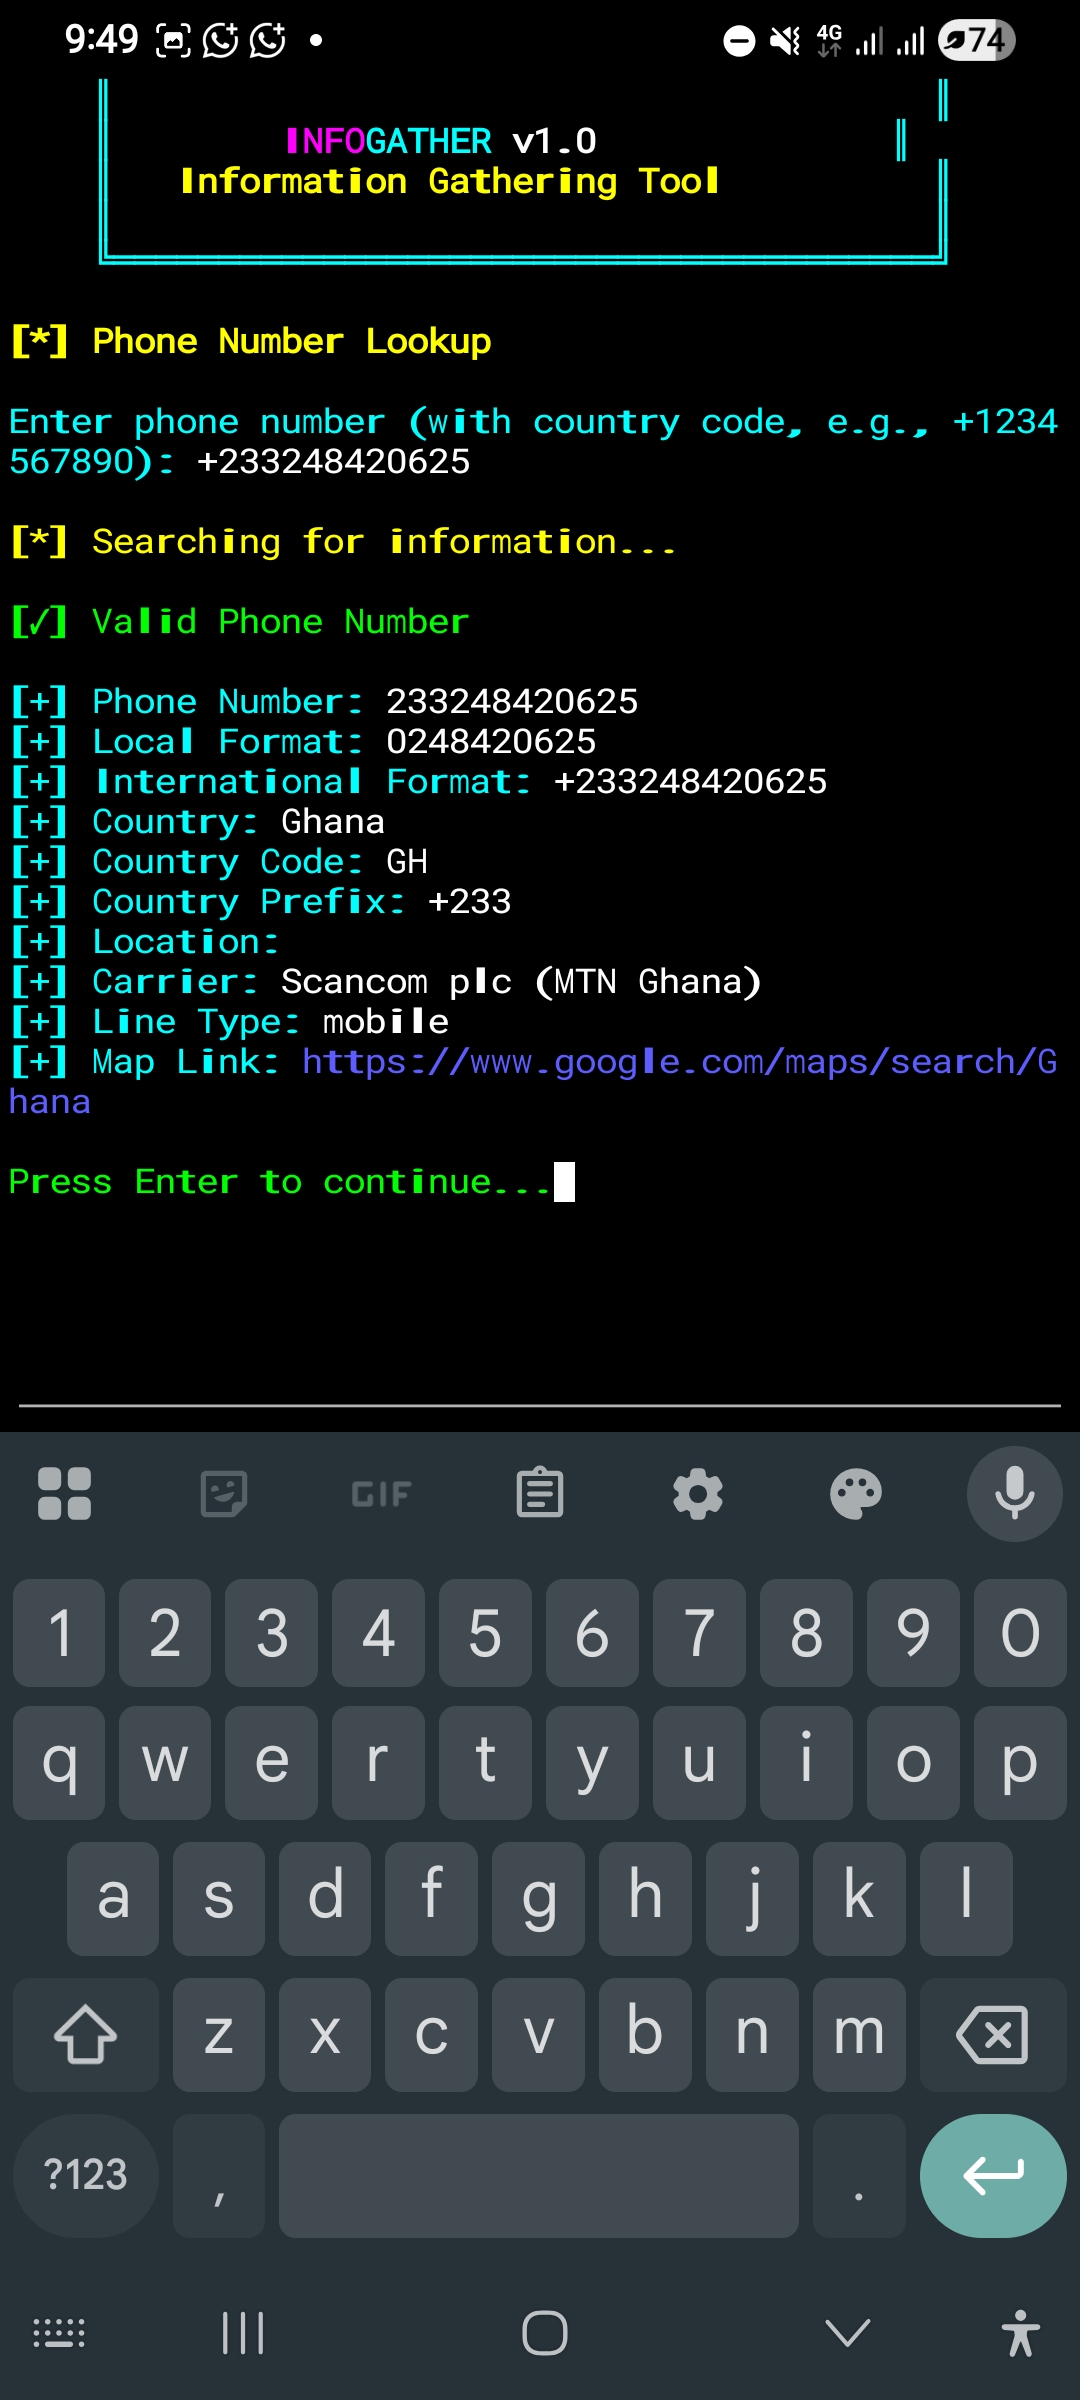 9:49
4G
74
INFOGATHER v1.0
Information Gathering Tool
[*] Phone Number Lookup
Enter phone number (with country code, e.g., +1234
567890): +233248420625
[*] Searching for information...
[✓] Valid Phone Number
[+] Phone Number: 233248420625
[+] Local Format: 0248420625
[+] International Format: +233248420625
[+] Country: Ghana
[+] Country Code: GH
[+] Country Prefix: +233
[+] Location:
[+] Carrier: Scancom plc (MTN Ghana)
[+] Line Type: mobile
[+] Map Link: https://www.google.com/maps/search/G
hana
Press Enter to continue...
GIF
1 2 3 4 5 6 7 8 9 0
q w e r t y u i o p
a s d f g h j k l
z x c v b n m
?123 , .